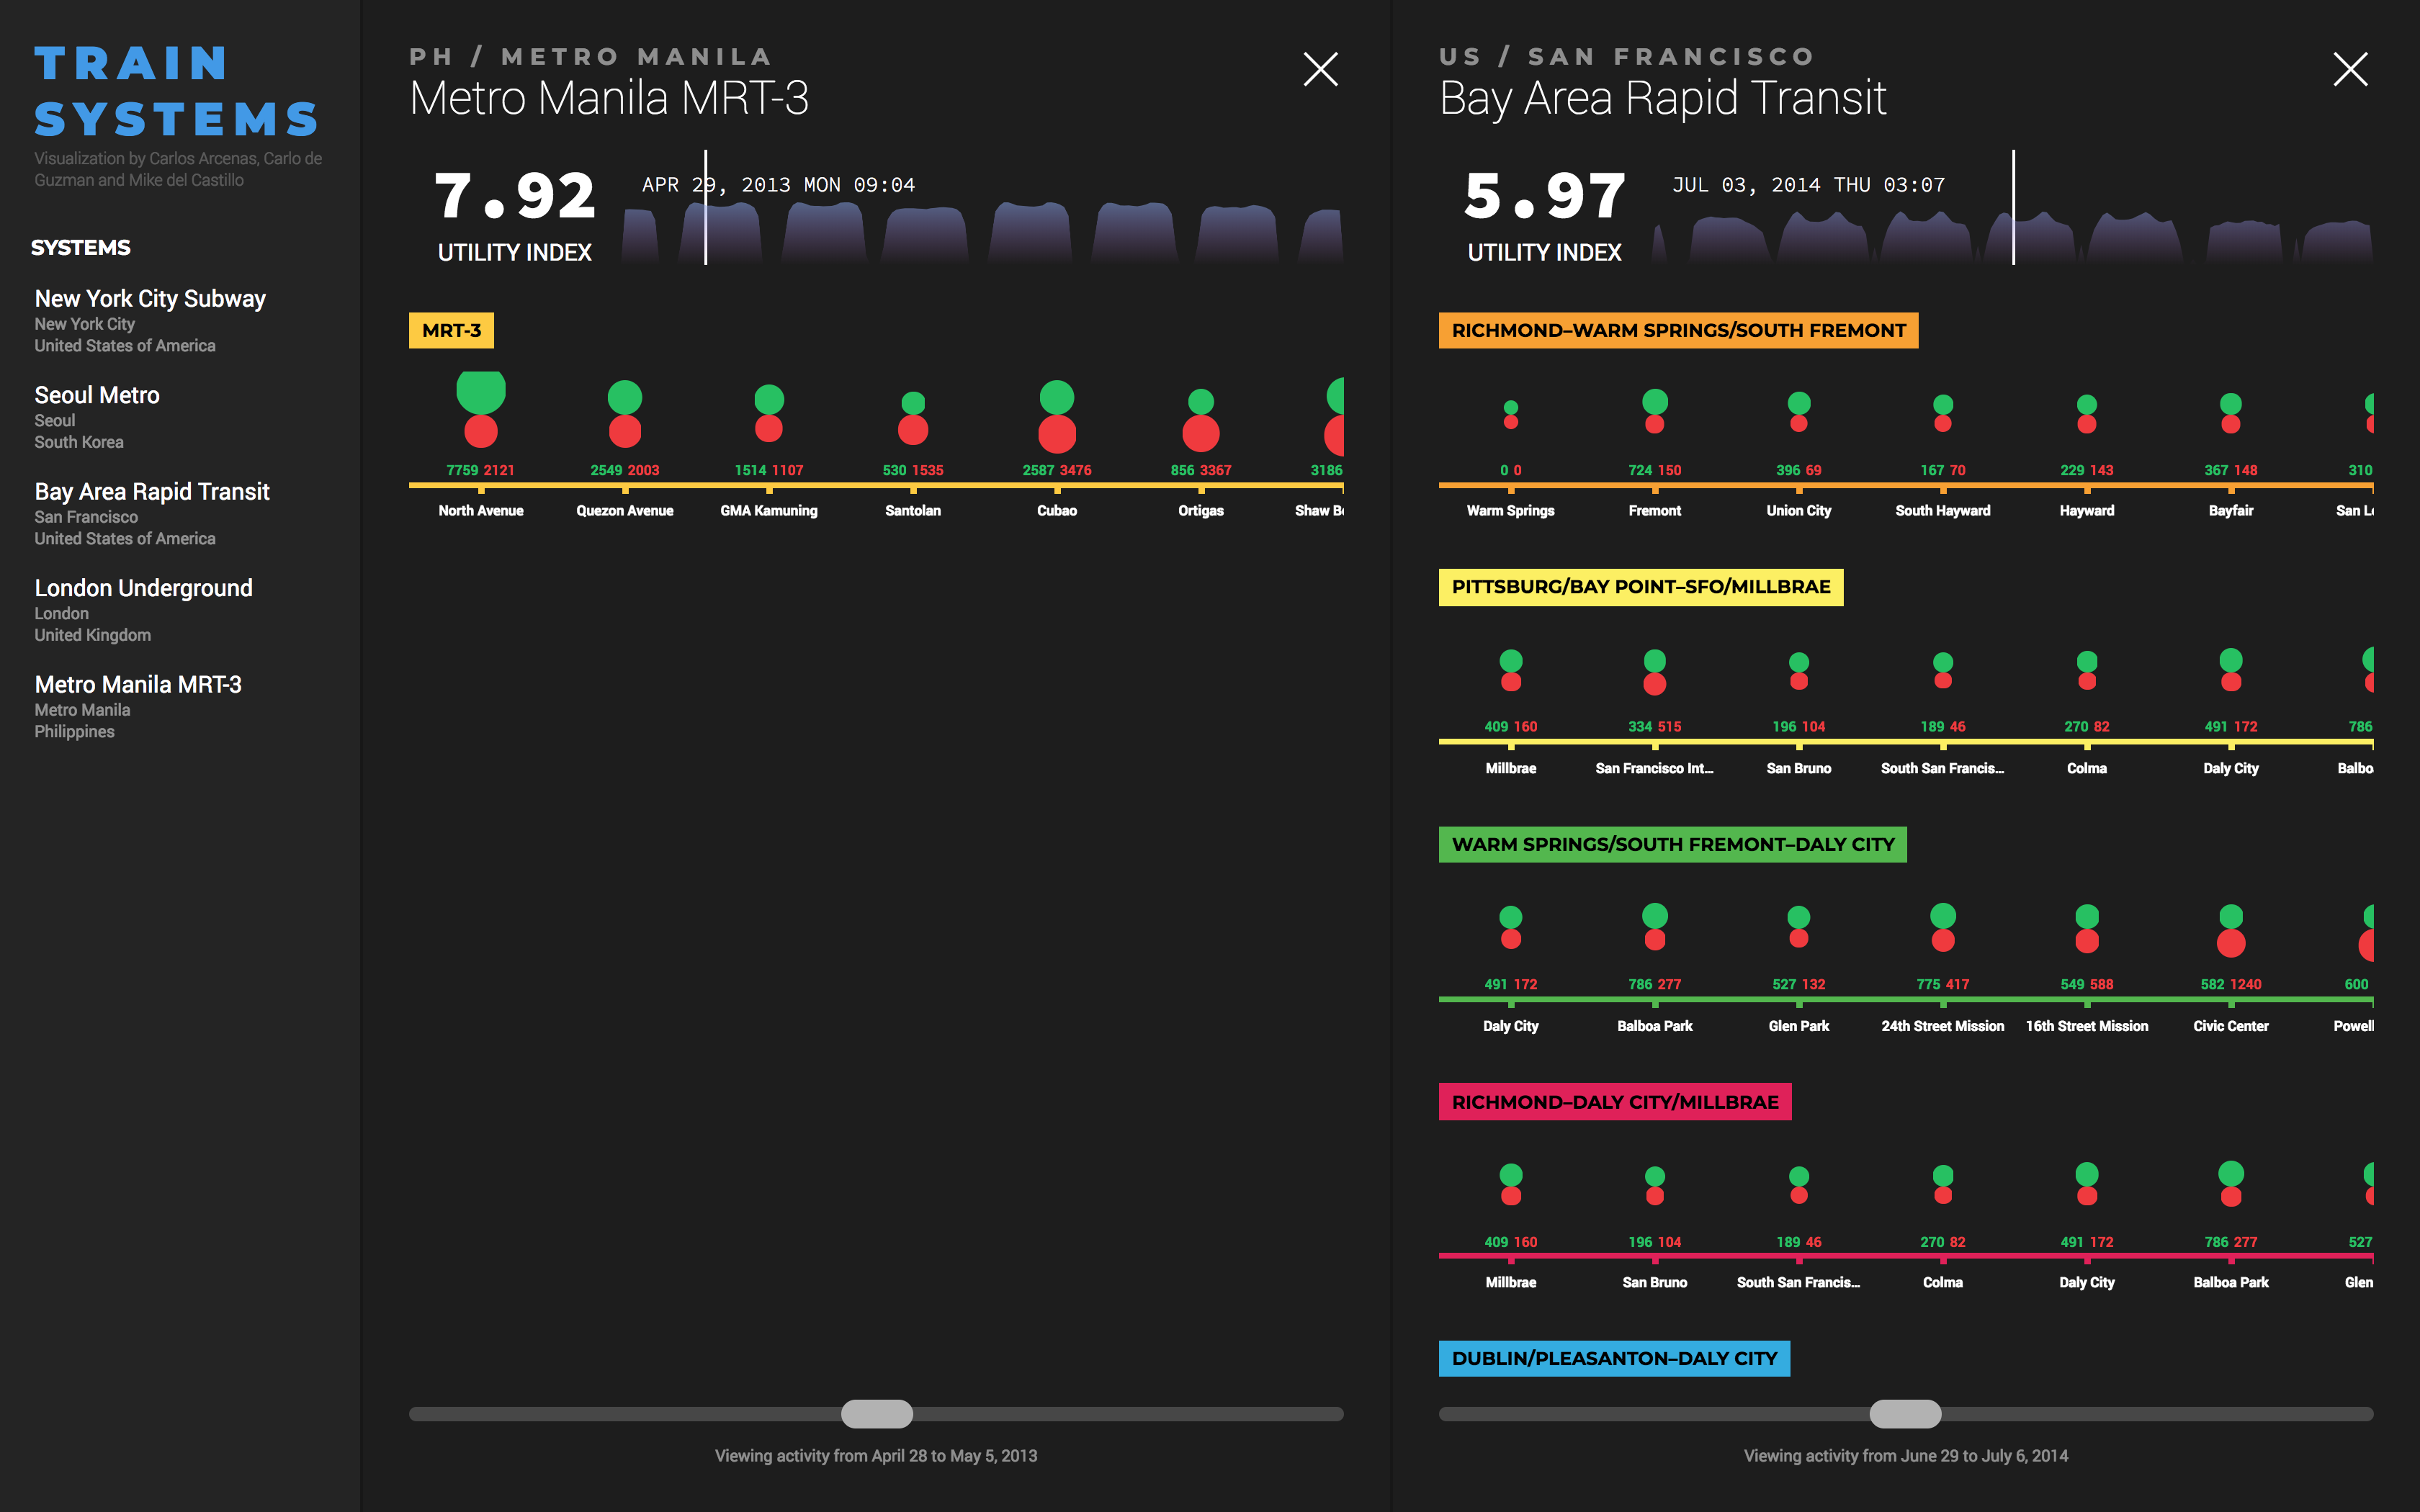 TRAIN
SYSTEMS
Visualization by Carlos Arcenas, Carlo de
Guzman and Mike del Castillo
SYSTEMS
New York City Subway
New York City
United States of America
Seoul Metro
Seoul
South Korea
Bay Area Rapid Transit
San Francisco
United States of America
London Underground
London
United Kingdom
Metro Manila MRT-3
Metro Manila
Philippines
PH / METRO MANILA
Metro Manila MRT-3
7.92
UTILITY INDEX
APR 29, 2013 MON 09:04
MRT-3
7759 2121 2549 2003 1514 1107 530 1535 2587 3476 856 3367 3186
North Avenue Quezon Avenue GMA Kamuning Santolan Cubao Ortigas Shaw
Viewing activity from April 28 to May 5, 2013
US / SAN FRANCISCO
Bay Area Rapid Transit
5.97
UTILITY INDEX
JUL 03, 2014 THU 03:07
RICHMOND–WARM SPRINGS/SOUTH FREMONT
0 0 724 150 396 69 167 70 229 143 367 148 310
Warm Springs Fremont Union City South Hayward Hayward Bayfair San
PITTSBURG/BAY POINT–SFO/MILLBRAE
409 160 334 515 196 104 189 46 270 82 491 172 786
Millbrae San Francisco Int... San Bruno South San Francis... Colma Daly City Balbo
WARM SPRINGS/SOUTH FREMONT–DALY CITY
491 172 786 277 527 132 775 417 549 588 582 1240 600
Daly City Balboa Park Glen Park 24th Street Mission 16th Street Mission Civic Center Powell
RICHMOND–DALY CITY/MILLBRAE
409 160 196 104 189 46 270 82 491 172 786 277 527
Millbrae San Bruno South San Francis... Colma Daly City Balboa Park Glen
DUBLIN/PLEASANTON–DALY CITY
Viewing activity from June 29 to July 6, 2014